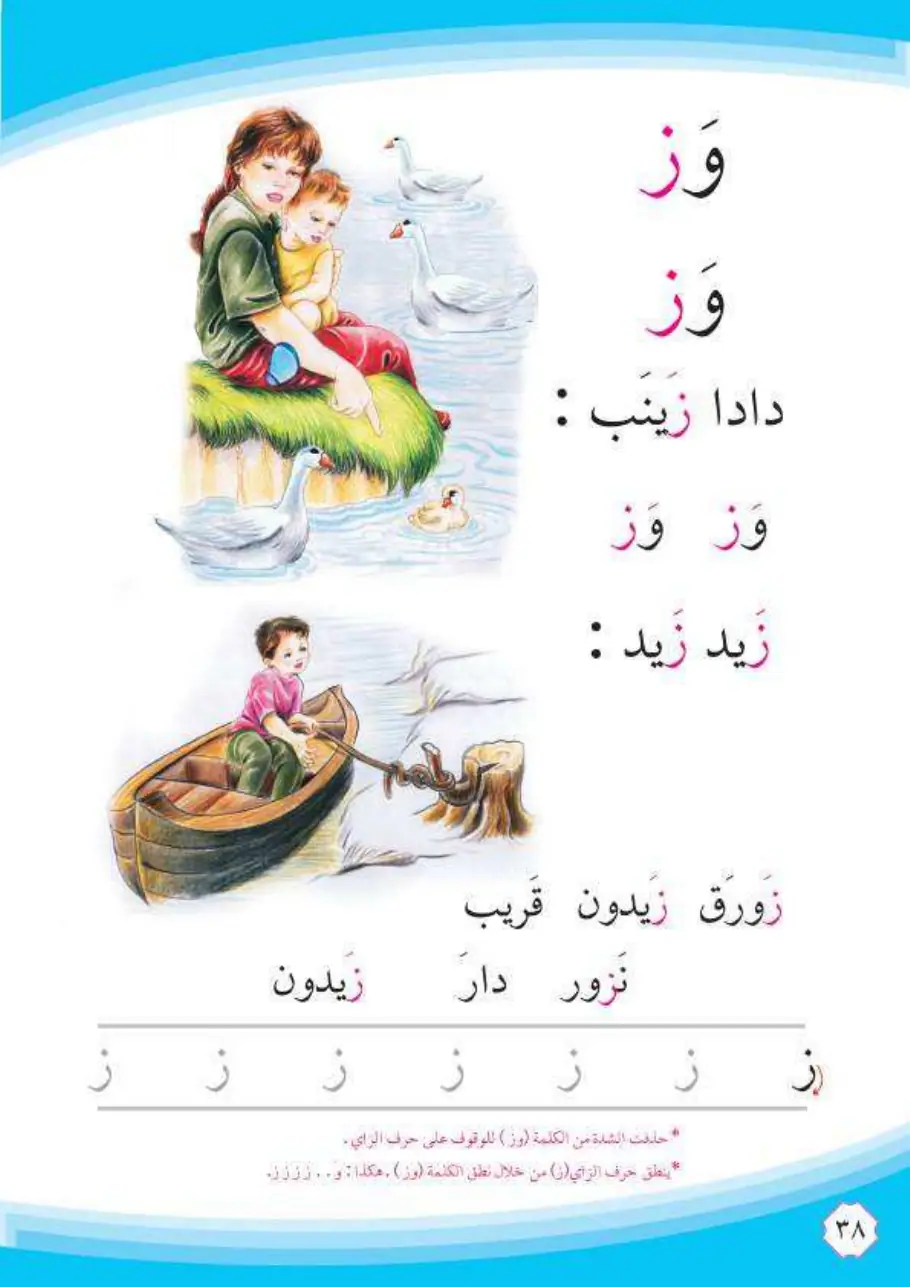 وَز
وَز
دادا زَينَب :
وَز وَز
زَيد زَيد :
زَورَق زَيدون قَريب
نَزور دارَ زَيدون
ز ز ز ز ز ز ز
*حذفت الشدة من الكلمة (وز) للوقوف على حرف الزاي .
*ينطق حرف الزاي(ز) من خلال نطق الكلمة (وز) , هكذا : وَ . . ز ز ز ز.
٣٨